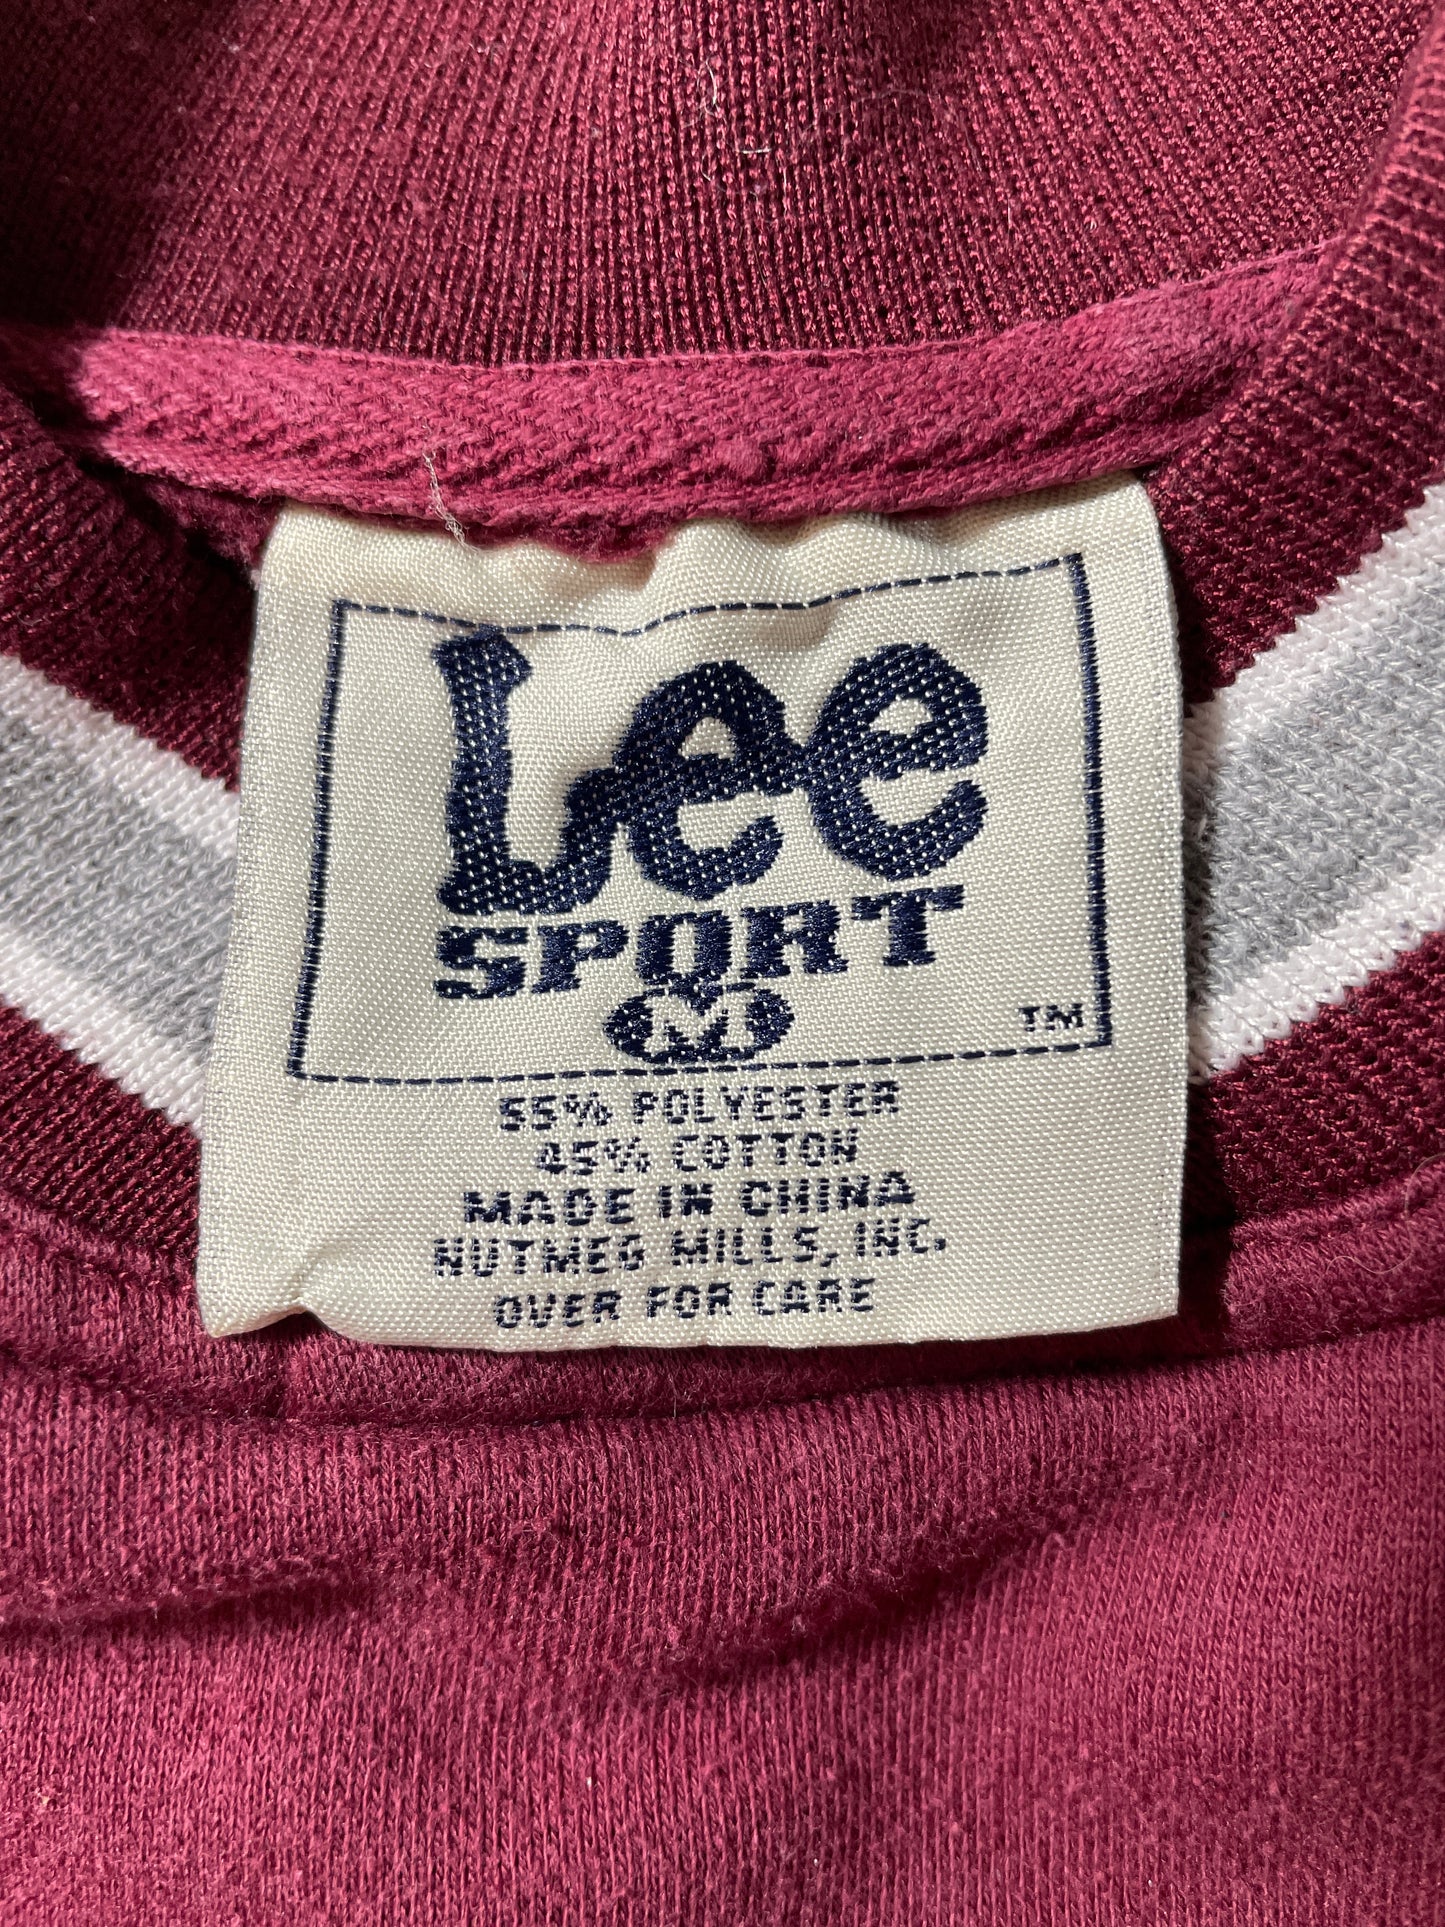 Lee
SPORT
M
TM
55% POLYESTER
45% COTTON
MADE IN CHINA
NUTMEG MILLS, INC.
OVER FOR CARE